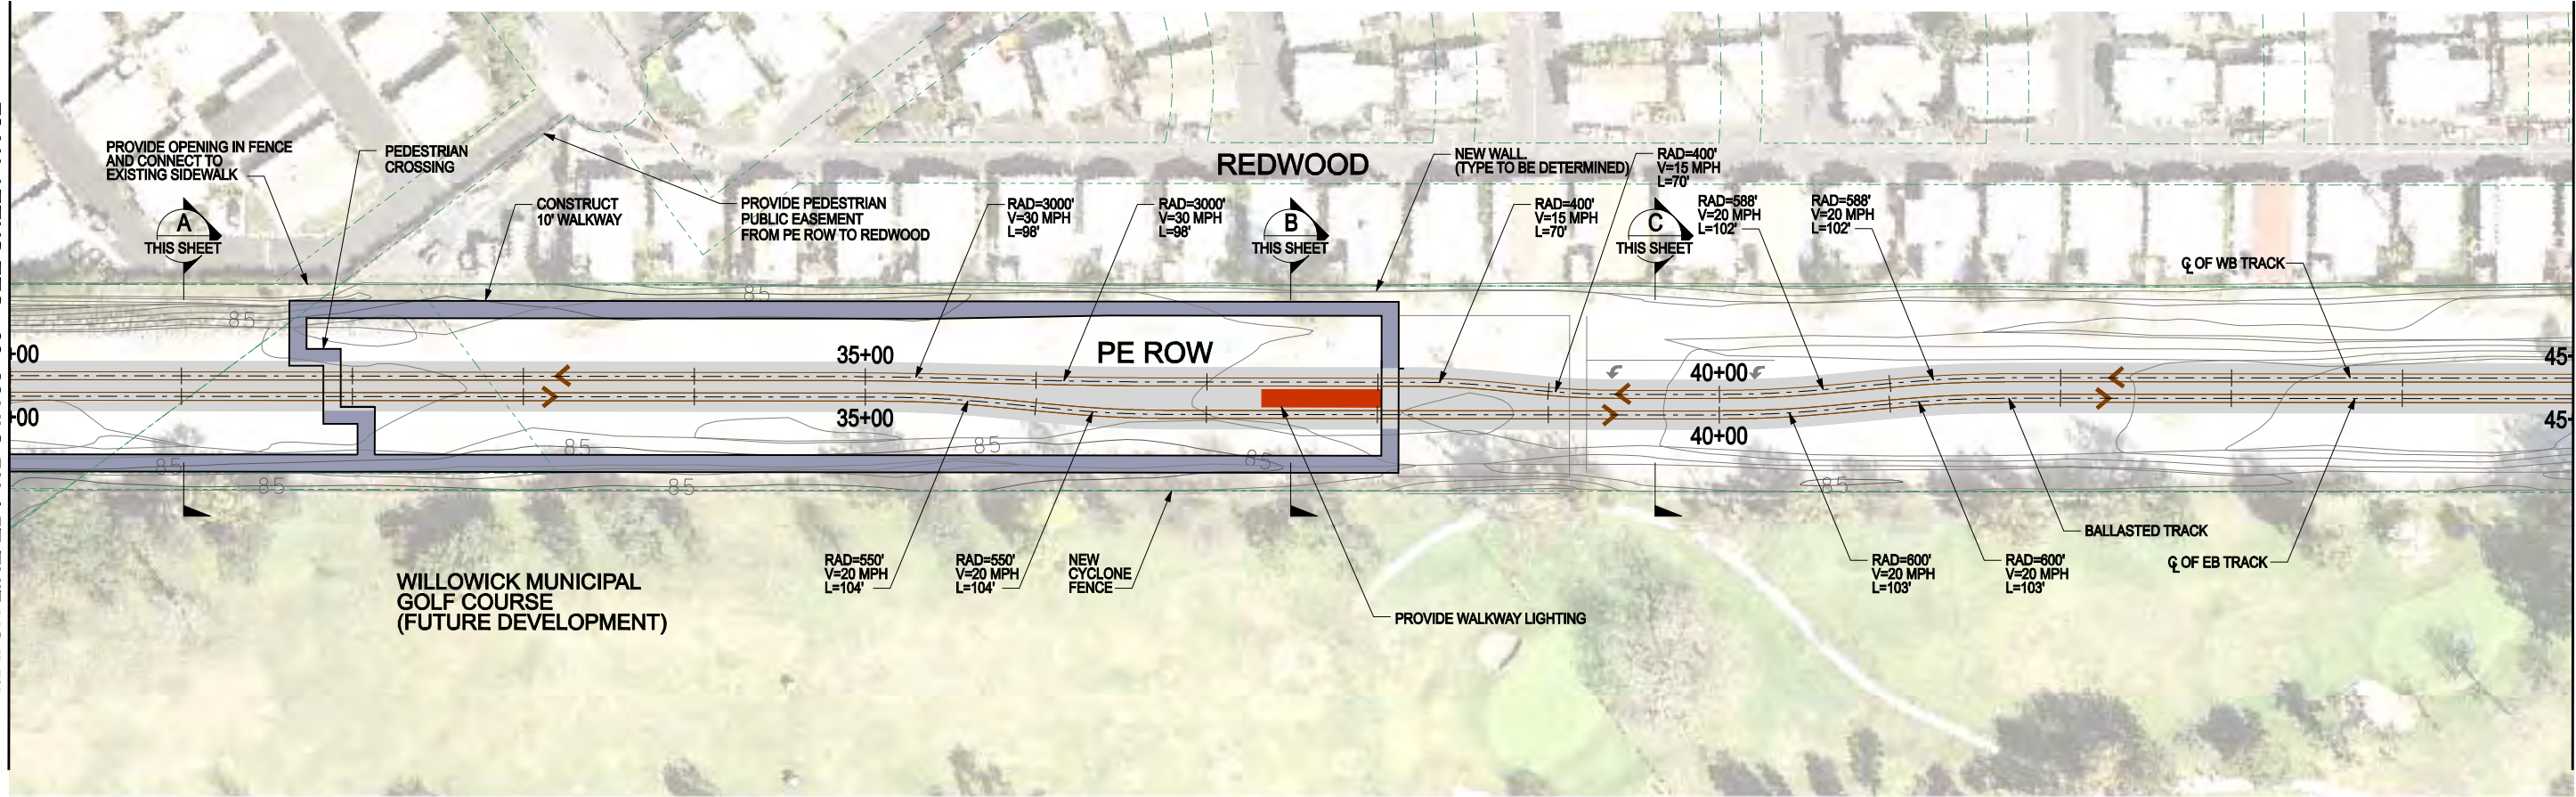 PROVIDE OPENING IN FENCE
AND CONNECT TO
EXISTING SIDEWALK
PEDESTRIAN
CROSSING
A
THIS SHEET
CONSTRUCT
10' WALKWAY
PROVIDE PEDESTRIAN
PUBLIC EASEMENT
FROM PE ROW TO REDWOOD
RAD=3000'
V=30 MPH
L=98'
RAD=3000'
V=30 MPH
L=98'
REDWOOD
B
THIS SHEET
NEW WALL.
(TYPE TO BE DETERMINED)
RAD=400'
V=15 MPH
L=70'
RAD=400'
V=15 MPH
L=70'
C
THIS SHEET
RAD=588'
V=20 MPH
L=102'
RAD=588'
V=20 MPH
L=102'
℄ OF WB TRACK
85
85
+00
35+00
PE ROW
40+00
45+
+00
35+00
40+00
45+
85
85
85
85
85
85
85
WILLOWICK MUNICIPAL
GOLF COURSE
(FUTURE DEVELOPMENT)
RAD=550'
V=20 MPH
L=104'
RAD=550'
V=20 MPH
L=104'
NEW
CYCLONE
FENCE
PROVIDE WALKWAY LIGHTING
RAD=600'
V=20 MPH
L=103'
RAD=600'
V=20 MPH
L=103'
BALLASTED TRACK
℄ OF EB TRACK